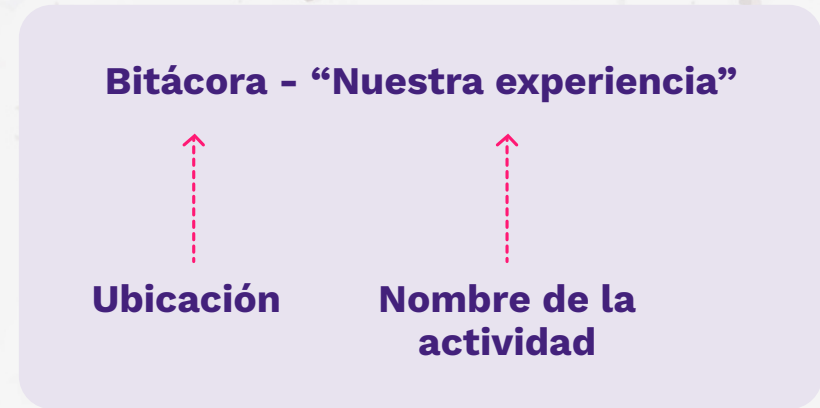 Bitácora - “Nuestra experiencia”
Ubicación
Nombre de la
actividad